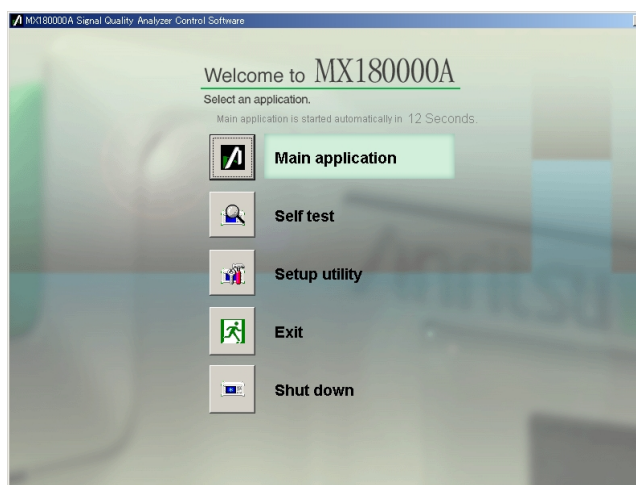 MX180000A Signal Quality Analyzer Control Software
Welcome to MX180000A
Select an application.
Main application is started automatically in 12 Seconds.
Main application
Self test
Setup utility
Exit
Shut down
Anritsu